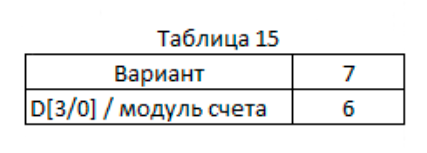 Таблица 15
Вариант 7
D[3/0] / модуль счета 6